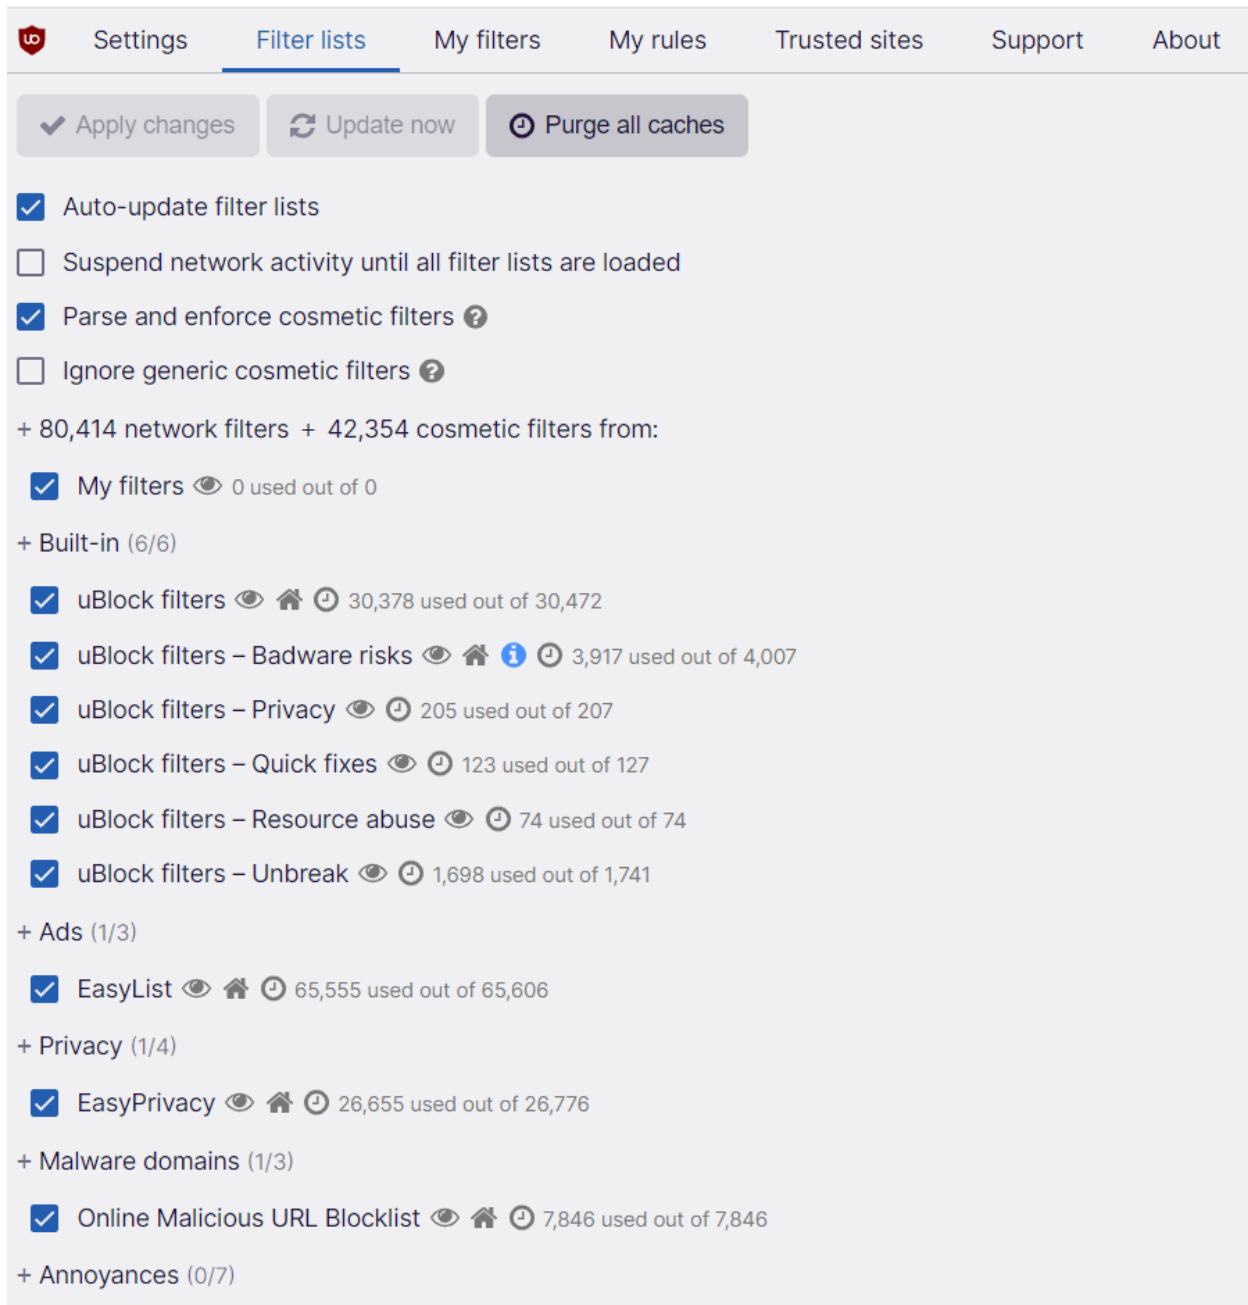 Settings Filter lists My filters My rules Trusted sites Support About
Apply changes Update now Purge all caches
Auto-update filter lists
Suspend network activity until all filter lists are loaded
Parse and enforce cosmetic filters
Ignore generic cosmetic filters
+ 80,414 network filters + 42,354 cosmetic filters from:
My filters 0 used out of 0
+ Built-in (6/6)
uBlock filters 30,378 used out of 30,472
uBlock filters – Badware risks 3,917 used out of 4,007
uBlock filters – Privacy 205 used out of 207
uBlock filters – Quick fixes 123 used out of 127
uBlock filters – Resource abuse 74 used out of 74
uBlock filters – Unbreak 1,698 used out of 1,741
+ Ads (1/3)
EasyList 65,555 used out of 65,606
+ Privacy (1/4)
EasyPrivacy 26,655 used out of 26,776
+ Malware domains (1/3)
Online Malicious URL Blocklist 7,846 used out of 7,846
+ Annoyances (0/7)